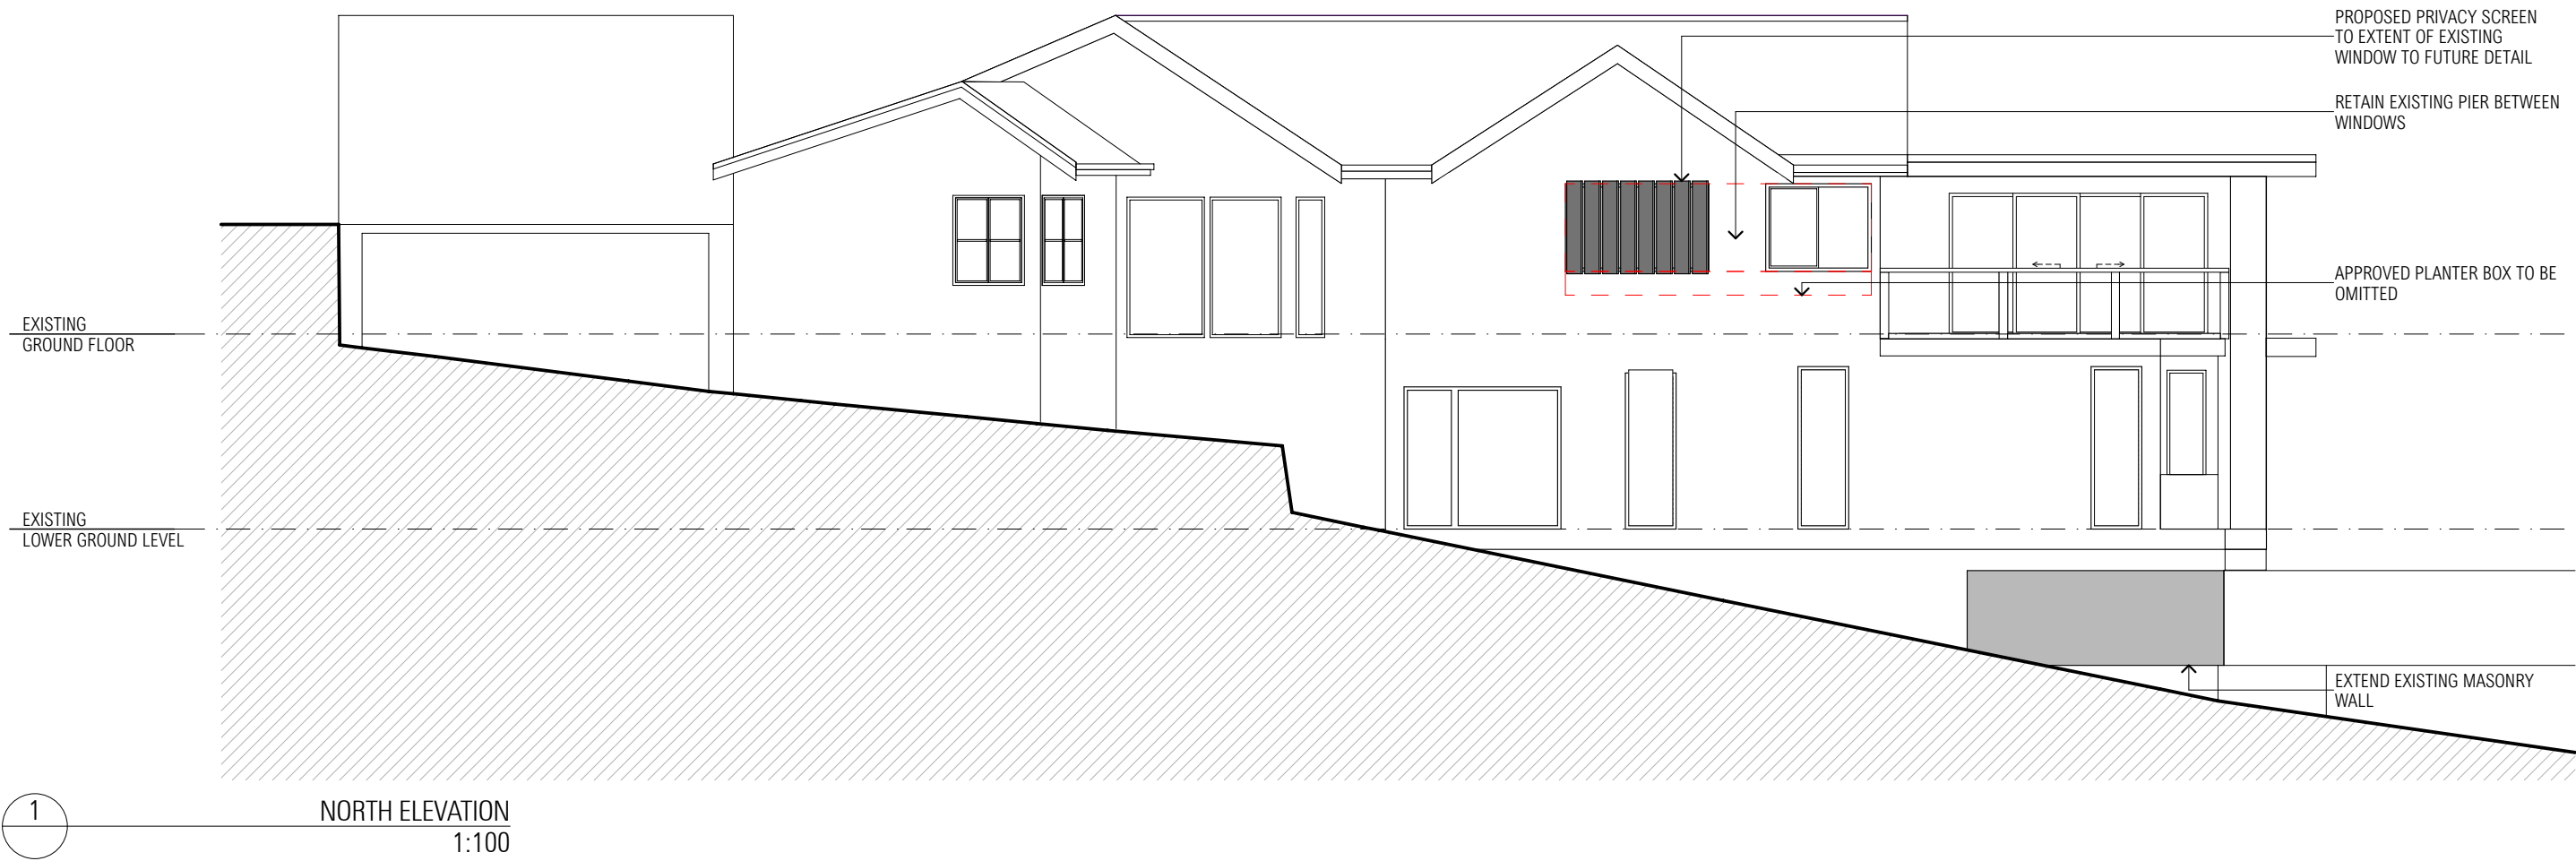 PROPOSED PRIVACY SCREEN
TO EXTENT OF EXISTING
WINDOW TO FUTURE DETAIL
RETAIN EXISTING PIER BETWEEN
WINDOWS
APPROVED PLANTER BOX TO BE
OMITTED
EXISTING
GROUND FLOOR
EXISTING
LOWER GROUND LEVEL
EXTEND EXISTING MASONRY
WALL
1
NORTH ELEVATION
1:100